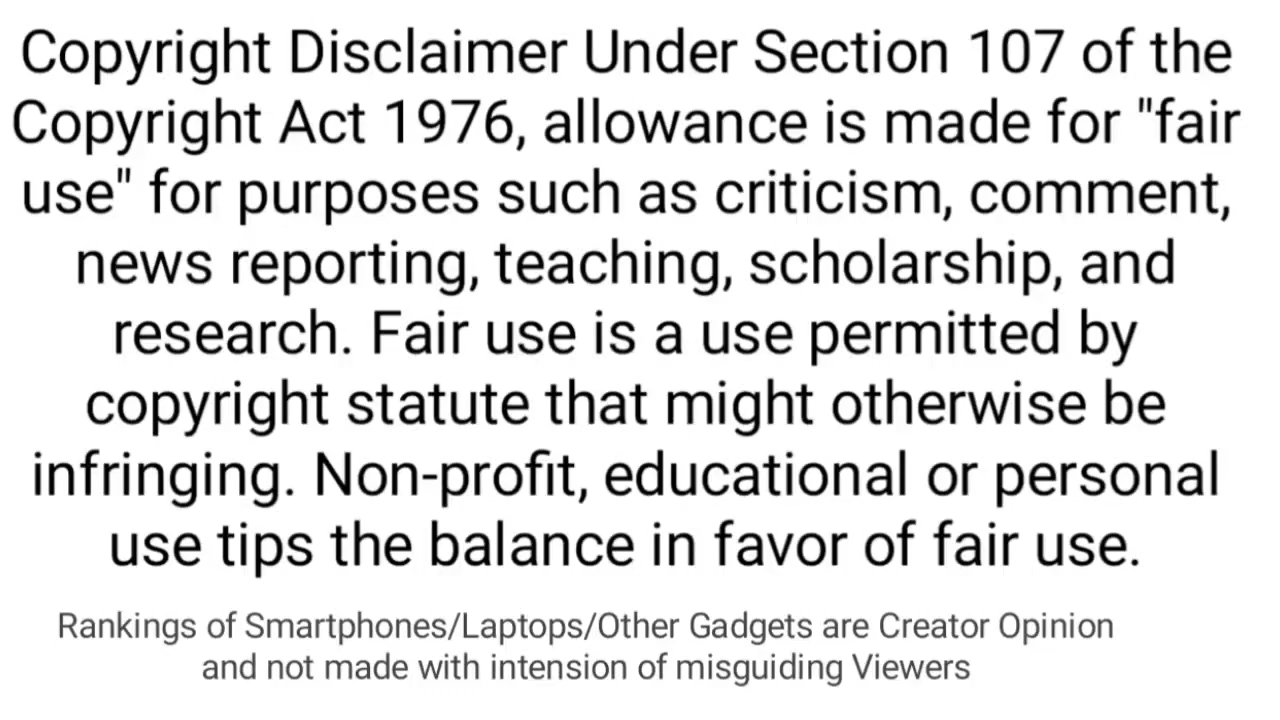 Copyright Disclaimer Under Section 107 of the
Copyright Act 1976, allowance is made for "fair
use" for purposes such as criticism, comment,
news reporting, teaching, scholarship, and
research. Fair use is a use permitted by
copyright statute that might otherwise be
infringing. Non-profit, educational or personal
use tips the balance in favor of fair use.
Rankings of Smartphones/Laptops/Other Gadgets are Creator Opinion
and not made with intension of misguiding Viewers